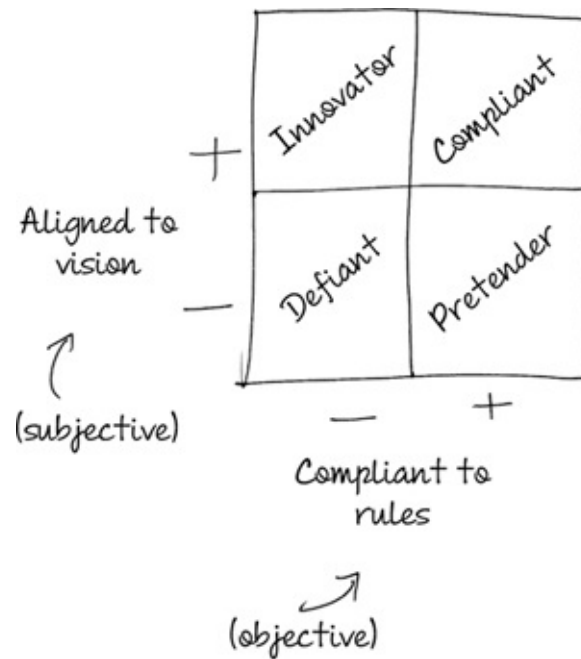 Innovator
Compliant
+
Aligned to
vision
Defiant
Pretender
−
(subjective)
− +
Compliant to
rules
(objective)